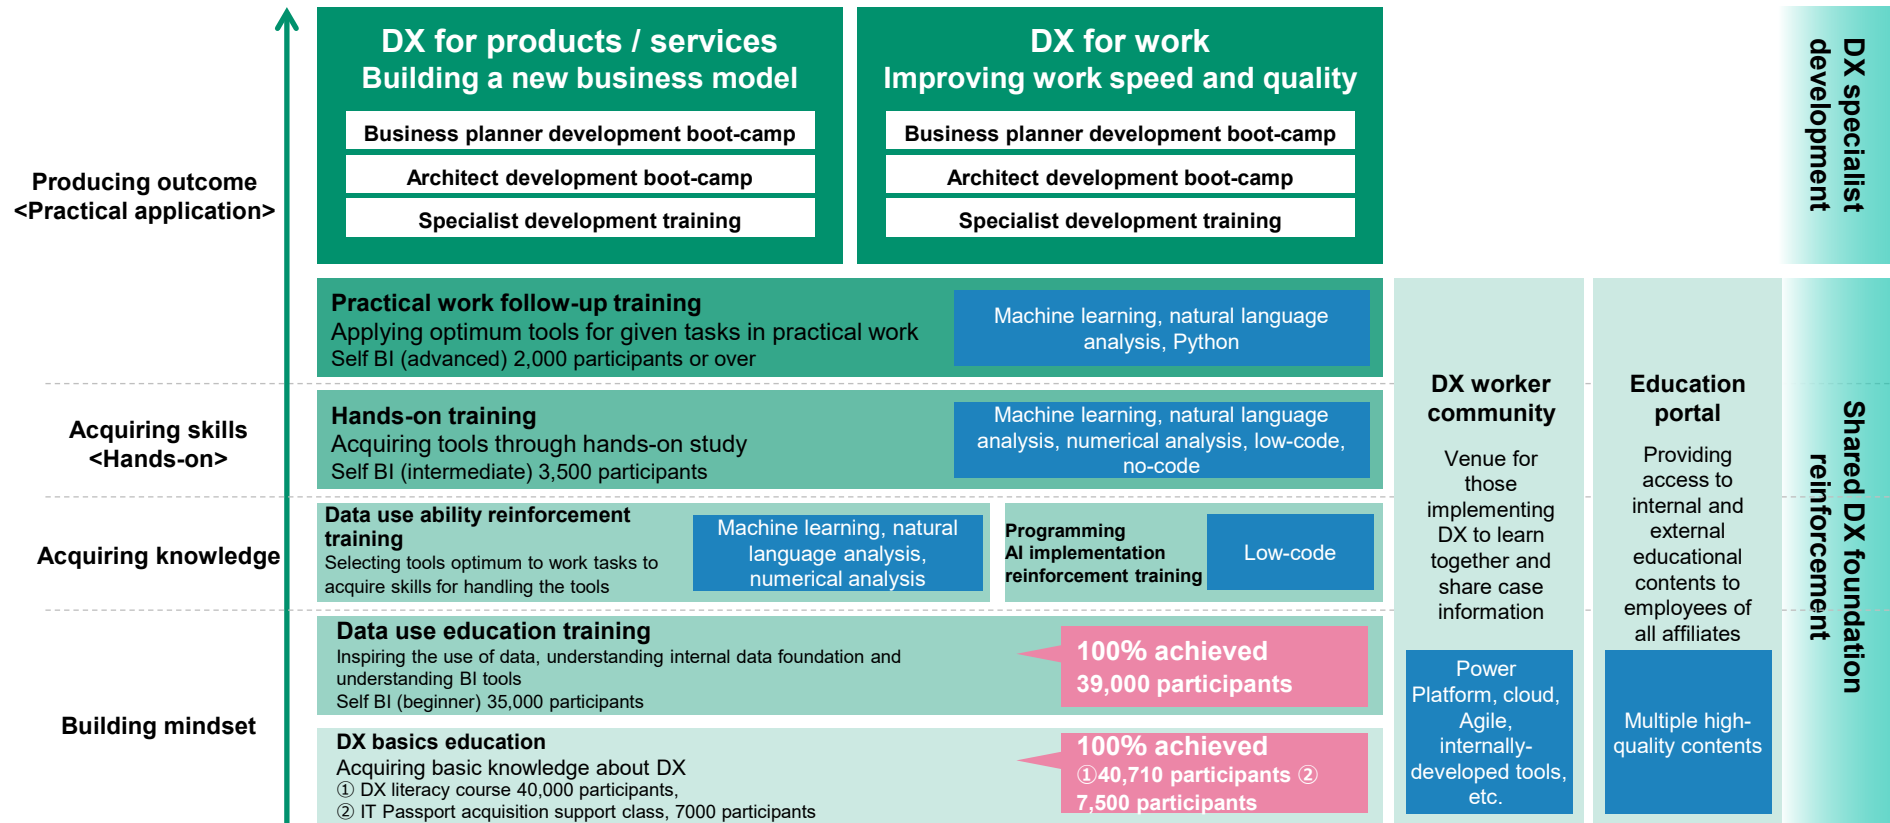 DX for products / services
Building a new business model
Business planner development boot-camp
Architect development boot-camp
Specialist development training
DX for work
Improving work speed and quality
Business planner development boot-camp
Architect development boot-camp
Specialist development training
DX specialist
development
Producing outcome
<Practical application>
Practical work follow-up training
Applying optimum tools for given tasks in practical work
Self BI (advanced) 2,000 participants or over
Machine learning, natural language
analysis, Python
Acquiring skills
<Hands-on>
Hands-on training
Acquiring tools through hands-on study
Self BI (intermediate) 3,500 participants
Machine learning, natural language
analysis, numerical analysis, low-code,
no-code
Acquiring knowledge
Data use ability reinforcement
training
Selecting tools optimum to work tasks to
acquire skills for handling the tools
Machine learning, natural
language analysis,
numerical analysis
Programming
AI implementation
reinforcement training
Low-code
Building mindset
Data use education training
Inspiring the use of data, understanding internal data foundation and
understanding BI tools
Self BI (beginner) 35,000 participants
100% achieved
39,000 participants
DX basics education
Acquiring basic knowledge about DX
① DX literacy course 40,000 participants,
② IT Passport acquisition support class, 7000 participants
100% achieved
①40,710 participants ②
7,500 participants
DX worker
community
Venue for
those
implementing
DX to learn
together and
share case
information
Power
Platform, cloud,
Agile,
internally-
developed tools,
etc.
Education
portal
Providing
access to
internal and
external
educational
contents to
employees of
all affiliates
Multiple high-
quality contents
Shared DX foundation
reinforcement